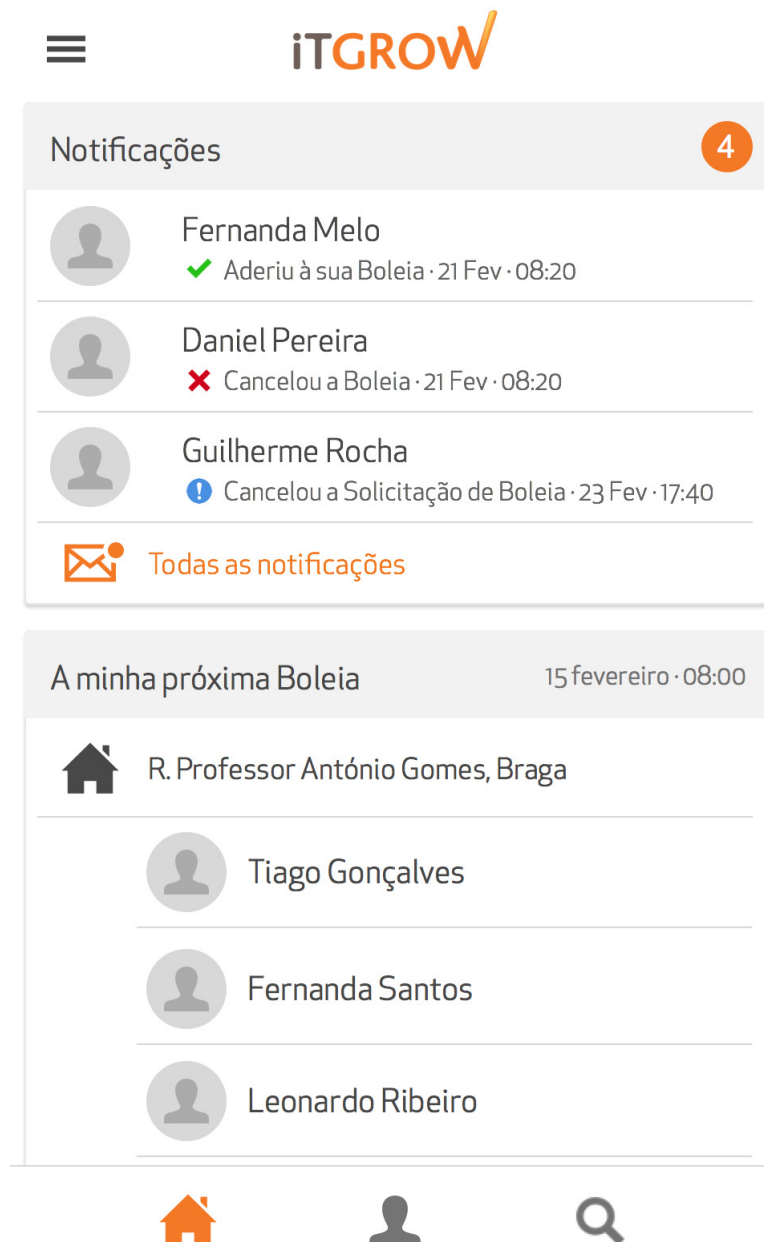 iTGROW
Notificações
4
Fernanda Melo
Aderiu à sua Boleia · 21 Fev · 08:20
Daniel Pereira
Cancelou a Boleia · 21 Fev · 08:20
Guilherme Rocha
Cancelou a Solicitação de Boleia · 23 Fev · 17:40
Todas as notificações
A minha próxima Boleia
15 fevereiro · 08:00
R. Professor António Gomes, Braga
Tiago Gonçalves
Fernanda Santos
Leonardo Ribeiro